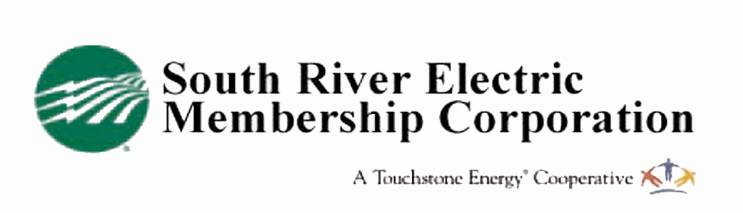 South River Electric
Membership Corporation
A Touchstone Energy® Cooperative